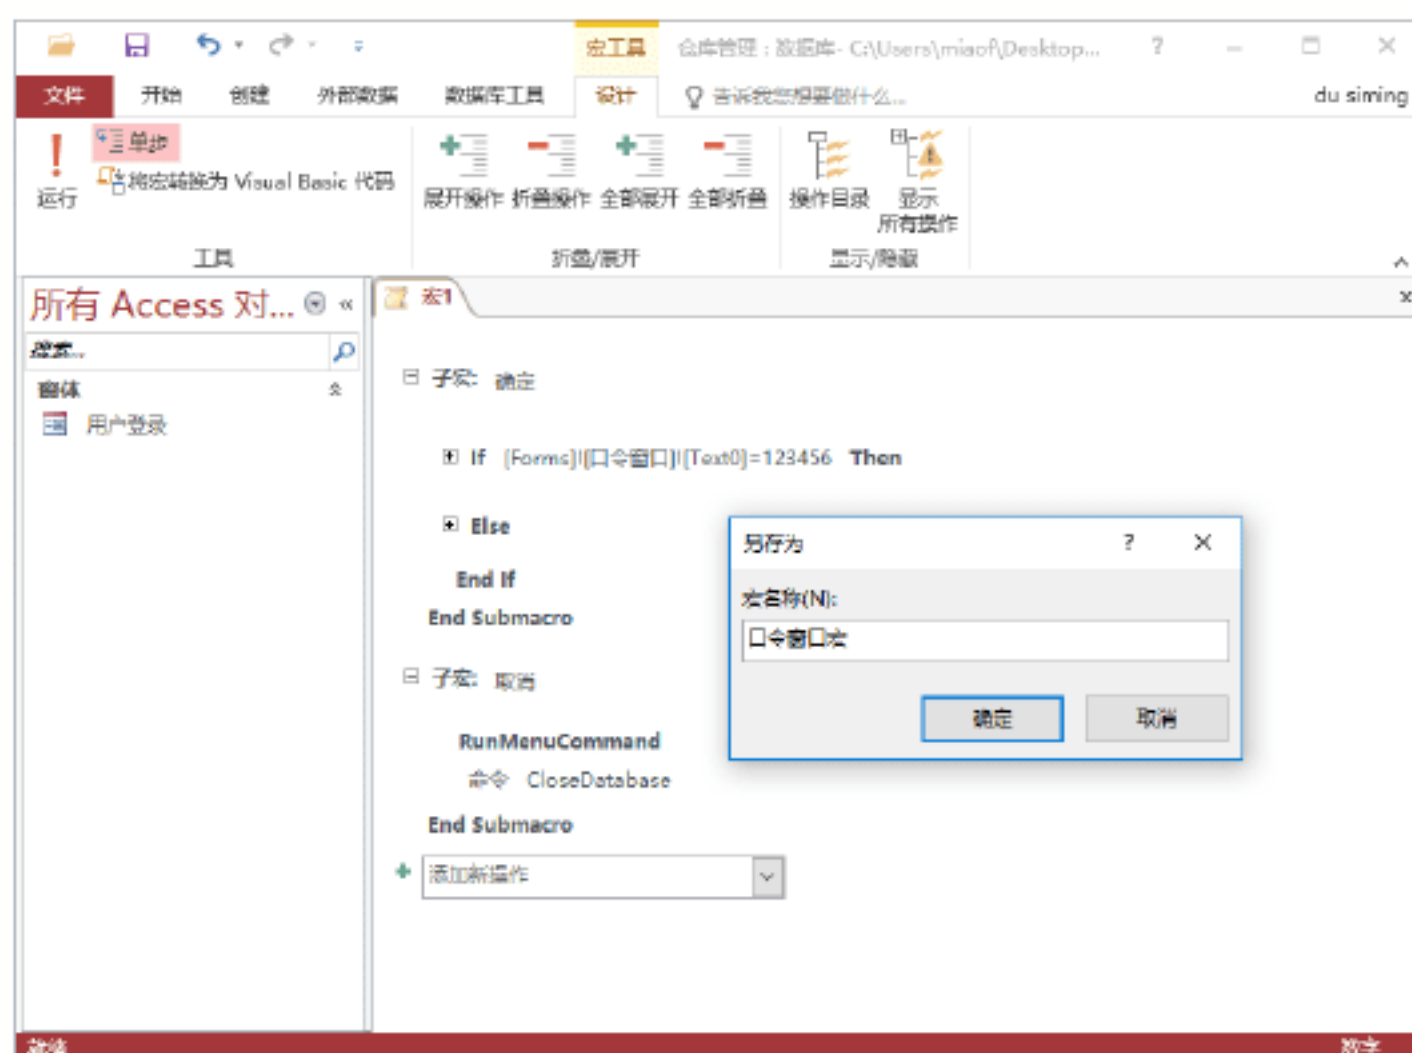 宏工具 仓库管理：数据库- C:\Users\miaof\Desktop... ?
文件 开始 创建 外部数据 数据库工具 设计 告诉我您想要做什么... du siming
单步
将宏转换为 Visual Basic 代码
运行 展开操作 折叠操作 全部展开 全部折叠 操作目录 显示
所有操作
工具 折叠/展开 显示/隐藏
所有 Access 对... «
宏1
搜索...
窗体
用户登录
子宏: 确定
If [Forms]![口令窗口]![Text0]=123456 Then
Else
End If
End Submacro
子宏: 取消
RunMenuCommand
命令 CloseDatabase
End Submacro
添加新操作
另存为 ?
宏名称(N):
口令窗口宏
确定 取消
就绪 数字